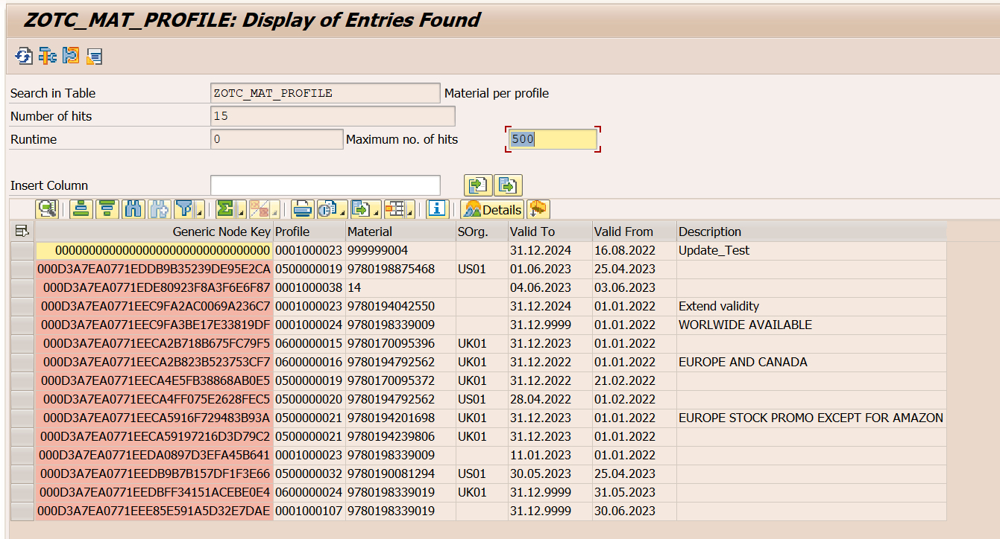 ZOTC_MAT_PROFILE: Display of Entries Found
Search in Table ZOTC_MAT_PROFILE Material per profile
Number of hits 15
Runtime 0 Maximum no. of hits 500
Insert Column
Details
Generic Node Key Profile Material SOrg. Valid To Valid From Description
00000000000000000000000000000000 0001000023 999999004 31.12.2024 16.08.2022 Update_Test
000D3A7EA0771EDDB9B35239DE95E2CA 0500000019 9780198875468 US01 01.06.2023 25.04.2023
000D3A7EA0771EDE80923F8A3F6E6F87 0001000038 14 04.06.2023 03.06.2023
000D3A7EA0771EEC9FA2AC0069A236C7 0001000023 9780194042550 31.12.2024 01.01.2022 Extend validity
000D3A7EA0771EEC9FA3BE17E33819DF 0001000024 9780198339009 31.12.9999 01.01.2022 WORLWIDE AVAILABLE
000D3A7EA0771EECA2B718B675FC79F5 0600000015 9780170095396 UK01 31.12.2023 01.01.2022
000D3A7EA0771EECA2B823B523753CF7 0600000016 9780194792562 UK01 31.12.2022 01.01.2022 EUROPE AND CANADA
000D3A7EA0771EECA4E5FB38868AB0E5 0500000019 9780170095372 UK01 31.12.2022 21.02.2022
000D3A7EA0771EECA4FF075E2628FEC5 0500000020 9780194792562 US01 28.04.2022 01.02.2022
000D3A7EA0771EECA5916F729483B93A 0500000021 9780194201698 UK01 31.12.2023 01.01.2022 EUROPE STOCK PROMO EXCEPT FOR AMAZON
000D3A7EA0771EECA59197216D3D79C2 0500000021 9780194239806 UK01 31.12.2023 01.01.2022
000D3A7EA0771EEDA0897D3EFA45B641 0001000023 9780198339009 11.01.2023 01.01.2022
000D3A7EA0771EEDB9B7B157DF1F3E66 0500000032 9780190081294 US01 30.05.2023 25.04.2023
000D3A7EA0771EEDBFF34151ACEBE0E4 0600000024 9780198339019 UK01 31.12.9999 31.05.2023
000D3A7EA0771EEE85E591A5D32E7DAE 0001000107 9780198339019 31.12.9999 30.06.2023